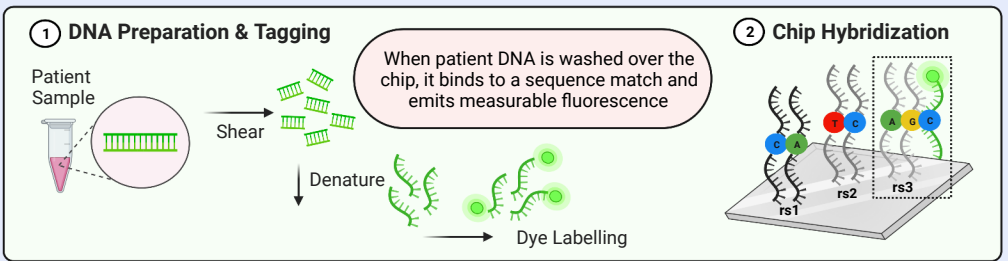 1 DNA Preparation & Tagging
Patient
Sample
Shear
Denature
Dye Labelling
When patient DNA is washed over the
chip, it binds to a sequence match and
emits measurable fluorescence
2 Chip Hybridization
C A
T C
A G C
rs1
rs2
rs3